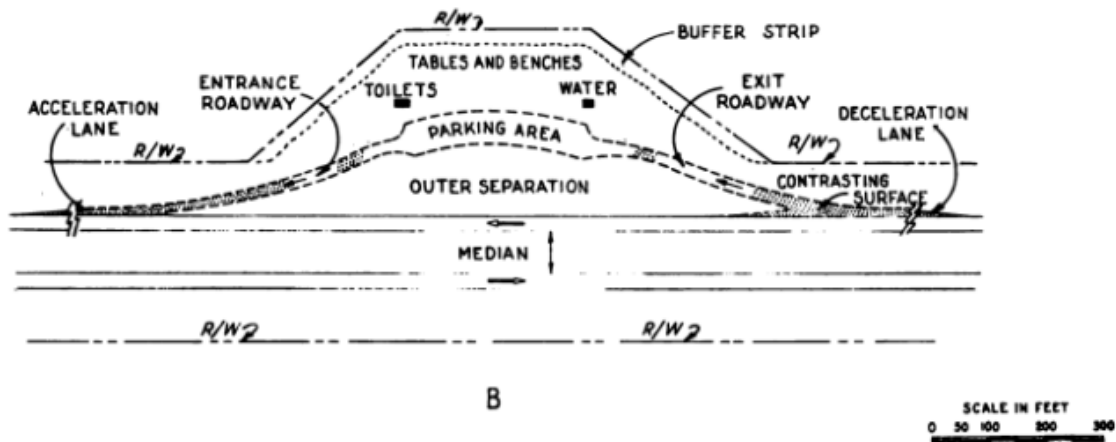 R/W
BUFFER STRIP
TABLES AND BENCHES
ENTRANCE
ROADWAY
TOILETS
WATER
EXIT
ROADWAY
ACCELERATION
LANE
DECELERATION
LANE
PARKING AREA
R/W
R/W
OUTER SEPARATION
CONTRASTING
SURFACE
MEDIAN
R/W
R/W
B
SCALE IN FEET
0 50 100 200 300